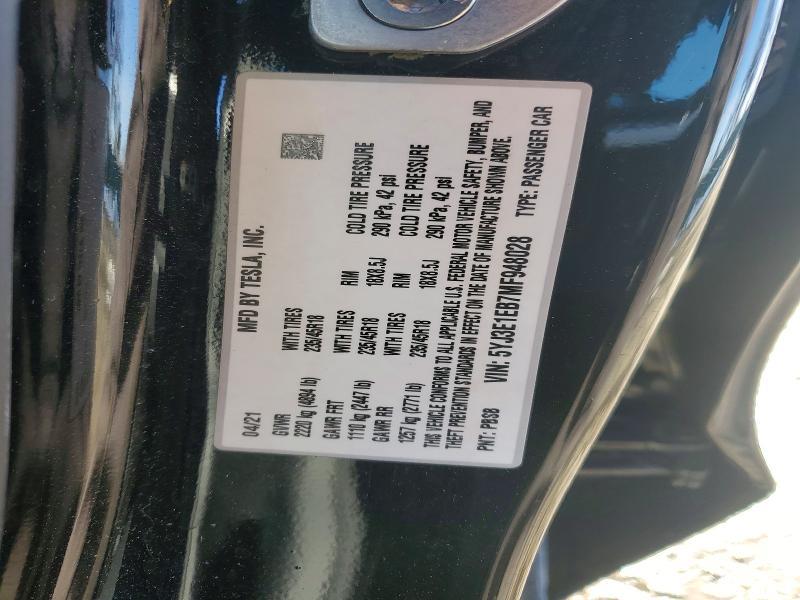 MFD BY TESLA, INC.
04/21
GVWR WITH TIRES RIM COLD TIRE PRESSURE
2220 kg (4894 lb) 235/45R18 18X8.5J 290 kPa, 42 psi
GAWR FRT WITH TIRES RIM COLD TIRE PRESSURE
1110 kg (2447 lb) 235/45R18 18X8.5J 290 kPa, 42 psi
GAWR RR WITH TIRES
1257 kg (2771 lb) 235/45R18
THIS VEHICLE CONFORMS TO ALL APPLICABLE U.S. FEDERAL MOTOR VEHICLE SAFETY, BUMPER, AND
THEFT PREVENTION STANDARDS IN EFFECT ON THE DATE OF MANUFACTURE SHOWN ABOVE.
PNT: PBSB VIN: 5YJ3E1EB7MF948028 TYPE: PASSENGER CAR